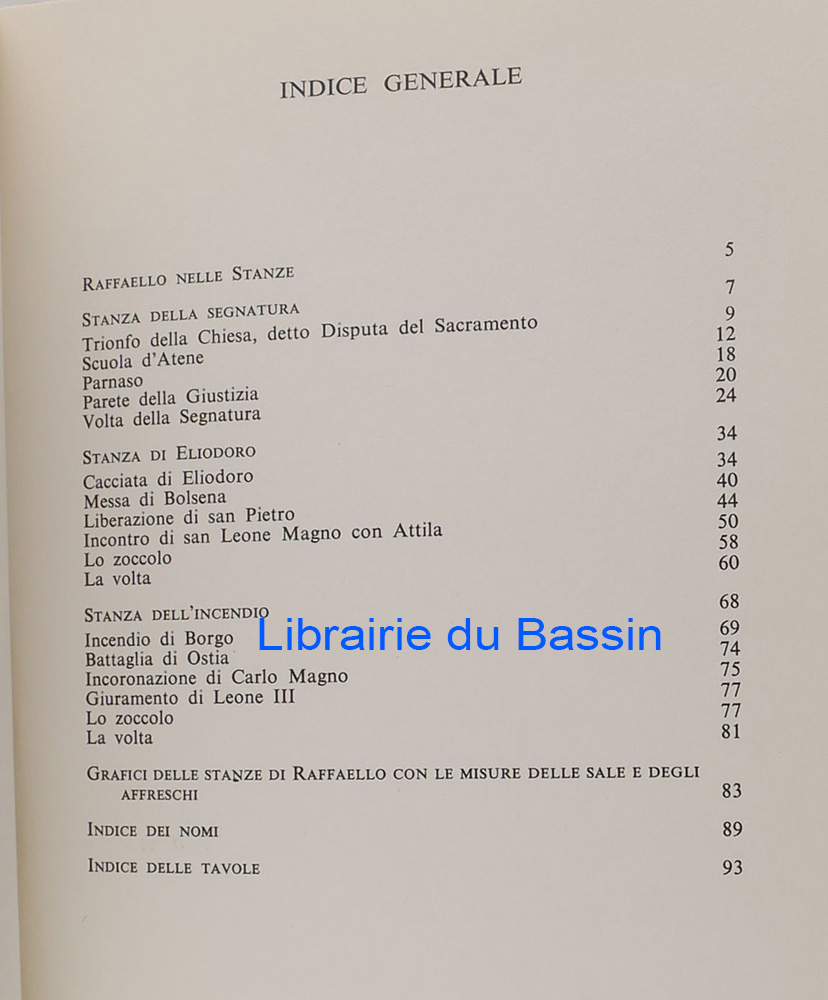 INDICE GENERALE
RAFFAELLO NELLE STANZE 5
STANZA DELLA SEGNATURA 7
Trionfo della Chiesa, detto Disputa del Sacramento 9
Scuola d'Atene 12
Parnaso 18
Parete della Giustizia 20
Volta della Segnatura 24
STANZA DI ELIODORO 34
Cacciata di Eliodoro 34
Messa di Bolsena 40
Liberazione di san Pietro 44
Incontro di san Leone Magno con Attila 50
Lo zoccolo 58
La volta 60
STANZA DELL'INCENDIO 68
Incendio di Borgo 69
Battaglia di Ostia 74
Incoronazione di Carlo Magno 75
Giuramento di Leone III 77
Lo zoccolo 77
La volta 81
Librairie du Bassin
GRAFICI DELLE STANZE DI RAFFAELLO CON LE MISURE DELLE SALE E DEGLI
AFFRESCHI 83
INDICE DEI NOMI 89
INDICE DELLE TAVOLE 93